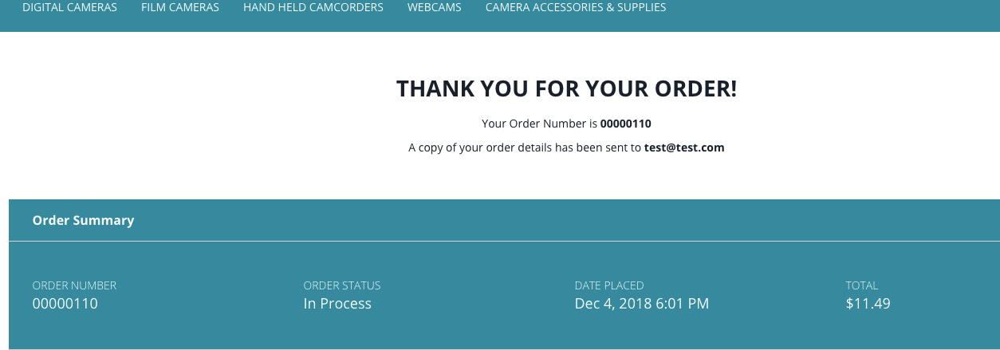 DIGITAL CAMERAS FILM CAMERAS HAND HELD CAMCORDERS WEBCAMS CAMERA ACCESSORIES & SUPPLIES
THANK YOU FOR YOUR ORDER!
Your Order Number is 00000110
A copy of your order details has been sent to test@test.com
Order Summary
ORDER NUMBER ORDER STATUS DATE PLACED TOTAL
00000110 In Process Dec 4, 2018 6:01 PM $11.49